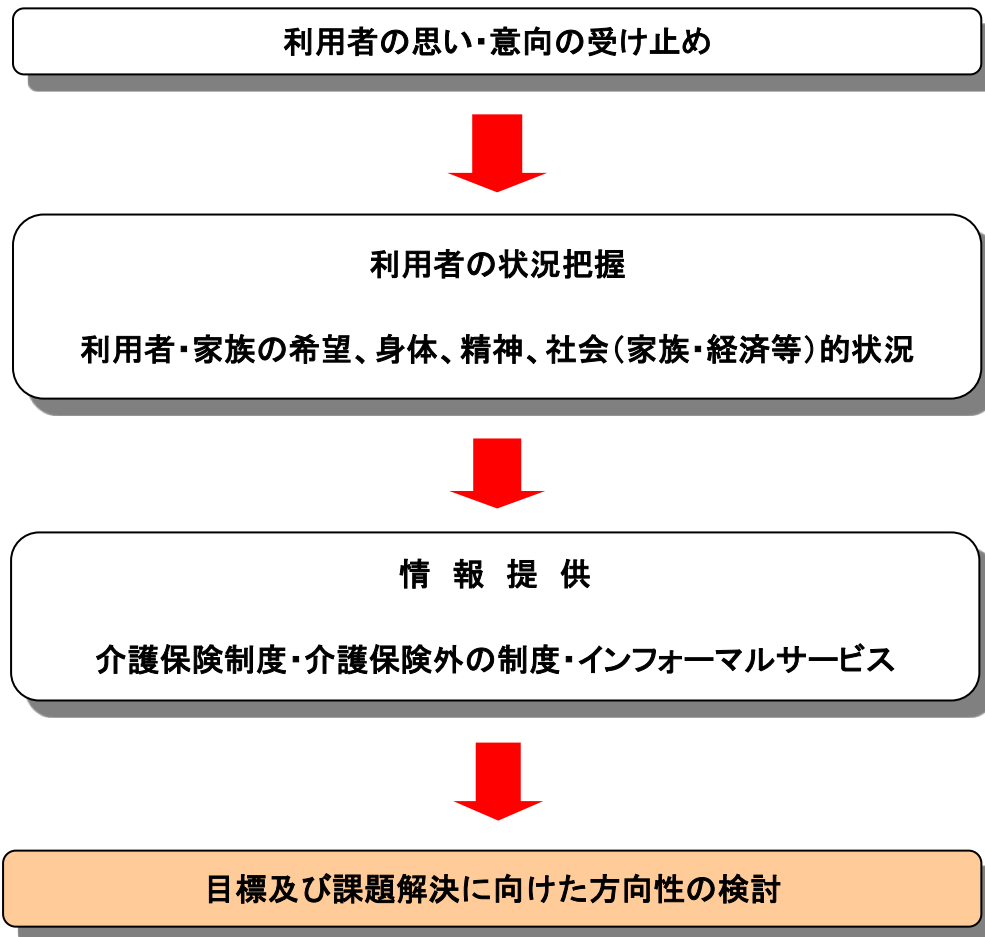 利用者の思い・意向の受け止め
利用者の状況把握
利用者・家族の希望、身体、精神、社会（家族・経済等）的状況
情　報　提　供
介護保険制度・介護保険外の制度・インフォーマルサービス
目標及び課題解決に向けた方向性の検討